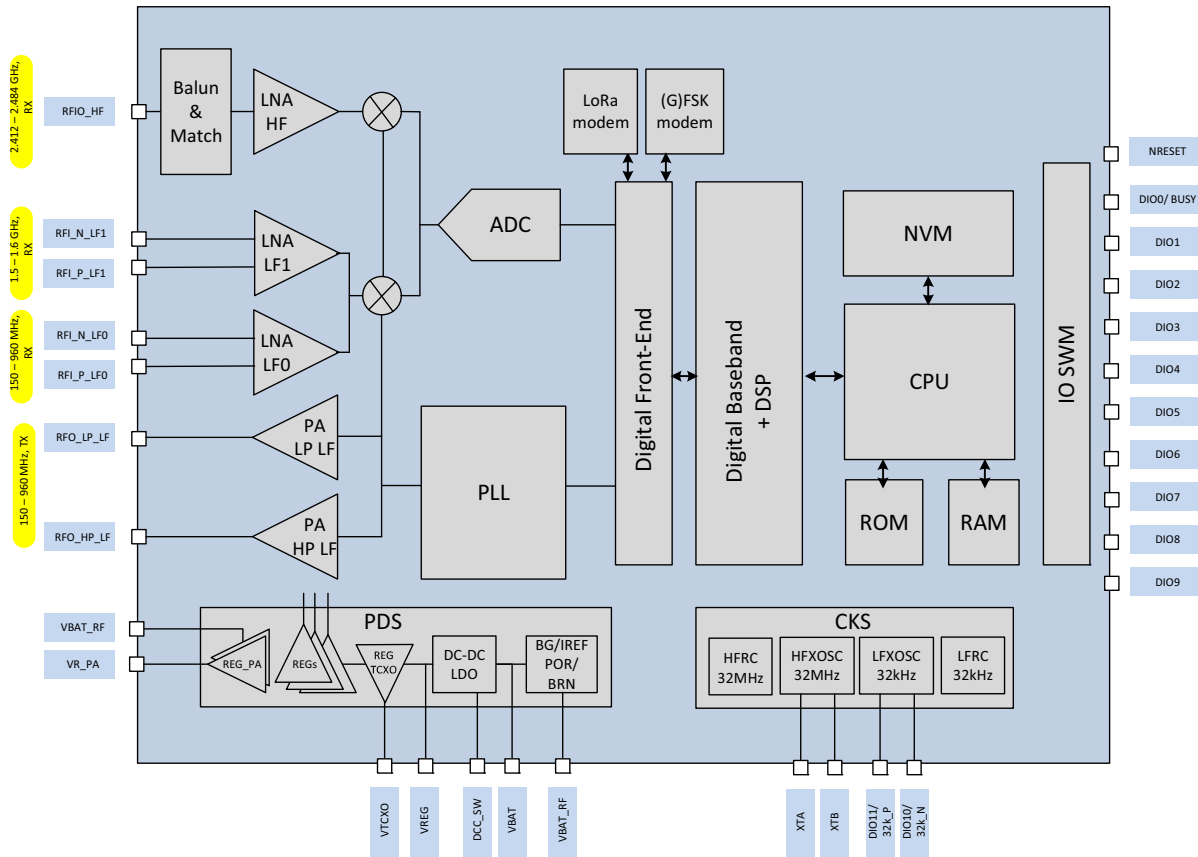 2.412 – 2.484 GHz,
RX
RFIO_HF
Balun
&
Match
LNA
HF
LoRa
modem
(G)FSK
modem
NRESET
DIO0/ BUSY
DIO1
DIO2
DIO3
DIO4
DIO5
DIO6
DIO7
DIO8
DIO9
1.5 – 1.6 GHz,
RX
RFI_N_LF1
RFI_P_LF1
LNA
LF1
ADC
NVM
150 – 960 MHz,
RX
RFI_N_LF0
RFI_P_LF0
LNA
LF0
Digital Front-End
Digital Baseband
+ DSP
CPU
IO SWM
150 – 960 MHz, TX
RFO_LP_LF
RFO_HP_LF
PA
LP LF
PA
HP LF
PLL
ROM
RAM
VBAT_RF
VR_PA
PDS
REG_PA
REGs
REG
TCXO
DC-DC
LDO
BG/IREF
POR/
BRN
CKS
HFRC
32MHz
HFXOSC
32MHz
LFXOSC
32kHz
LFRC
32kHz
VTCXO
VREG
DCC_SW
VBAT
VBAT_RF
XTA
XTB
DIO11/
32k_P
DIO10/
32k_N